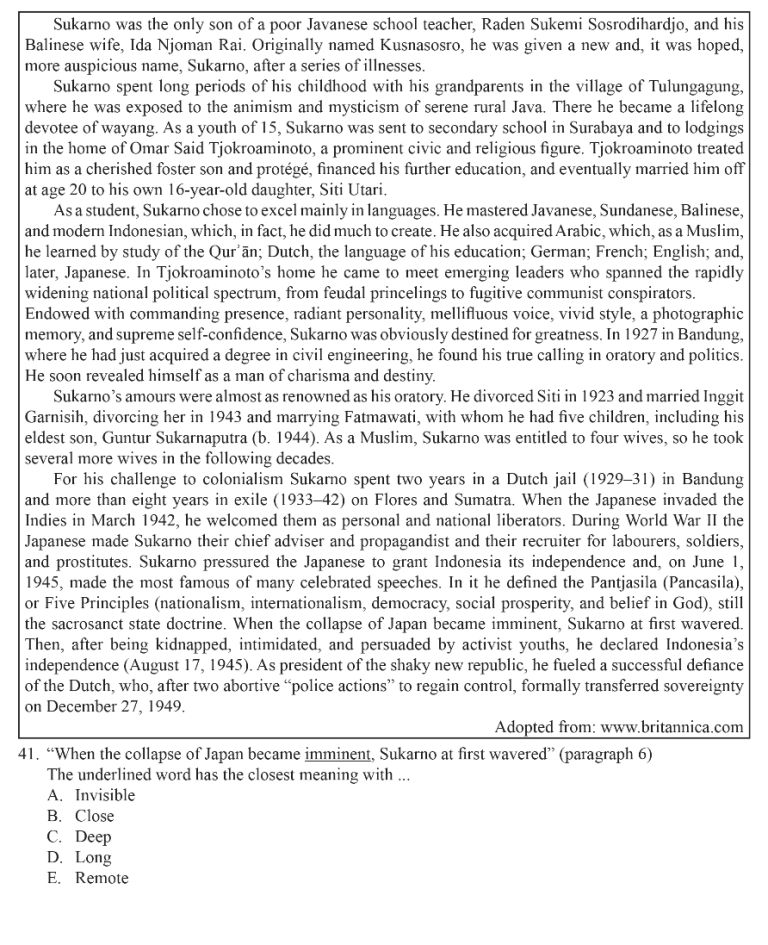 Sukarno was the only son of a poor Javanese school teacher, Raden Sukemi Sosrodihardjo, and his
Balinese wife, Ida Njoman Rai. Originally named Kusnasosro, he was given a new and, it was hoped,
more auspicious name, Sukarno, after a series of illnesses.
Sukarno spent long periods of his childhood with his grandparents in the village of Tulungagung,
where he was exposed to the animism and mysticism of serene rural Java. There he became a lifelong
devotee of wayang. As a youth of 15, Sukarno was sent to secondary school in Surabaya and to lodgings
in the home of Omar Said Tjokroaminoto, a prominent civic and religious figure. Tjokroaminoto treated
him as a cherished foster son and protégé, financed his further education, and eventually married him off
at age 20 to his own 16-year-old daughter, Siti Utari.
As a student, Sukarno chose to excel mainly in languages. He mastered Javanese, Sundanese, Balinese,
and modern Indonesian, which, in fact, he did much to create. He also acquired Arabic, which, as a Muslim,
he learned by study of the Qurʾān; Dutch, the language of his education; German; French; English; and,
later, Japanese. In Tjokroaminoto’s home he came to meet emerging leaders who spanned the rapidly
widening national political spectrum, from feudal princelings to fugitive communist conspirators.
Endowed with commanding presence, radiant personality, mellifluous voice, vivid style, a photographic
memory, and supreme self-confidence, Sukarno was obviously destined for greatness. In 1927 in Bandung,
where he had just acquired a degree in civil engineering, he found his true calling in oratory and politics.
He soon revealed himself as a man of charisma and destiny.
Sukarno’s amours were almost as renowned as his oratory. He divorced Siti in 1923 and married Inggit
Garnisih, divorcing her in 1943 and marrying Fatmawati, with whom he had five children, including his
eldest son, Guntur Sukarnaputra (b. 1944). As a Muslim, Sukarno was entitled to four wives, so he took
several more wives in the following decades.
For his challenge to colonialism Sukarno spent two years in a Dutch jail (1929–31) in Bandung
and more than eight years in exile (1933–42) on Flores and Sumatra. When the Japanese invaded the
Indies in March 1942, he welcomed them as personal and national liberators. During World War II the
Japanese made Sukarno their chief adviser and propagandist and their recruiter for labourers, soldiers,
and prostitutes. Sukarno pressured the Japanese to grant Indonesia its independence and, on June 1,
1945, made the most famous of many celebrated speeches. In it he defined the Pantjasila (Pancasila),
or Five Principles (nationalism, internationalism, democracy, social prosperity, and belief in God), still
the sacrosanct state doctrine. When the collapse of Japan became imminent, Sukarno at first wavered.
Then, after being kidnapped, intimidated, and persuaded by activist youths, he declared Indonesia’s
independence (August 17, 1945). As president of the shaky new republic, he fueled a successful defiance
of the Dutch, who, after two abortive “police actions” to regain control, formally transferred sovereignty
on December 27, 1949.
Adopted from: www.britannica.com
41. “When the collapse of Japan became imminent, Sukarno at first wavered” (paragraph 6)
The underlined word has the closest meaning with ...
A. Invisible
B. Close
C. Deep
D. Long
E. Remote